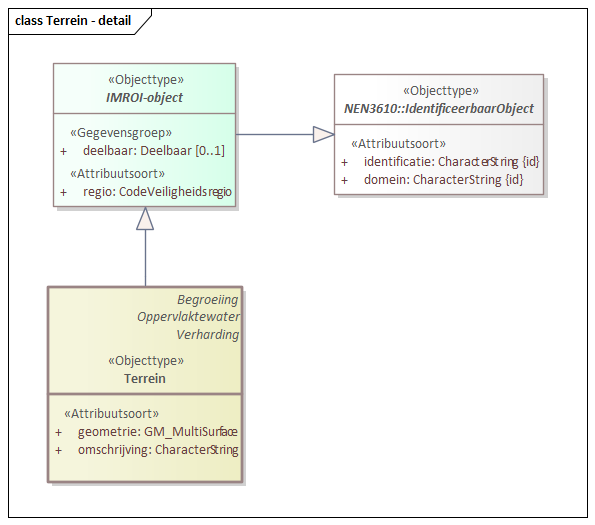 class Terrein - detail
«Objecttype»
IMROI-object
«Gegevensgroep»
+ deelbaar: Deelbaar [0..1]
«Attribuutsoort»
+ regio: CodeVeiligheidsregio
«Objecttype»
NEN3610::IdentificeerbaarObject
«Attribuutsoort»
+ identificatie: CharacterString {id}
+ domein: CharacterString {id}
Begroeiing
Oppervlaktewater
Verharding
«Objecttype»
Terrein
«Attribuutsoort»
+ geometrie: GM_MultiSurface
+ omschrijving: CharacterString